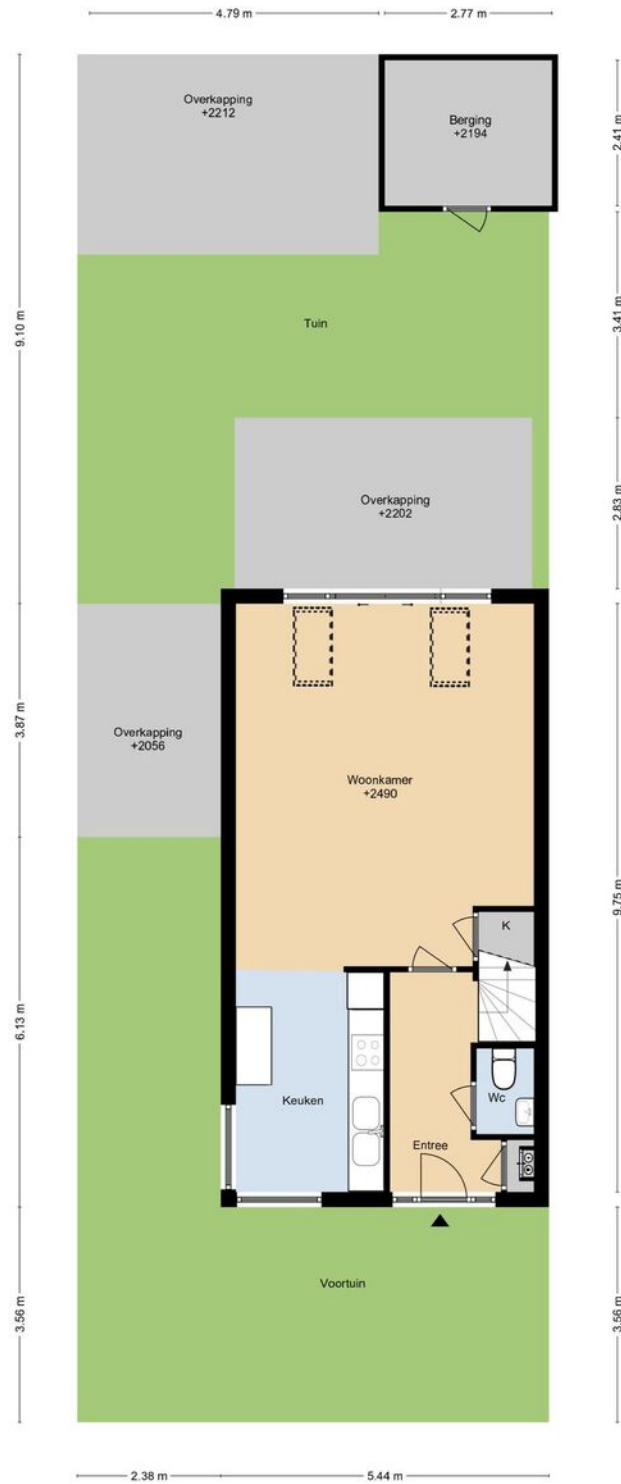 4.79 m
2.77 m
Overkapping
+2212
Berging
+2194
2.41 m
Tuin
9.10 m
3.41 m
Overkapping
+2202
2.83 m
Overkapping
+2056
3.87 m
Woonkamer
+2490
9.75 m
K
6.13 m
Keuken
Wc
Entree
Voortuin
3.56 m
3.56 m
2.38 m
5.44 m